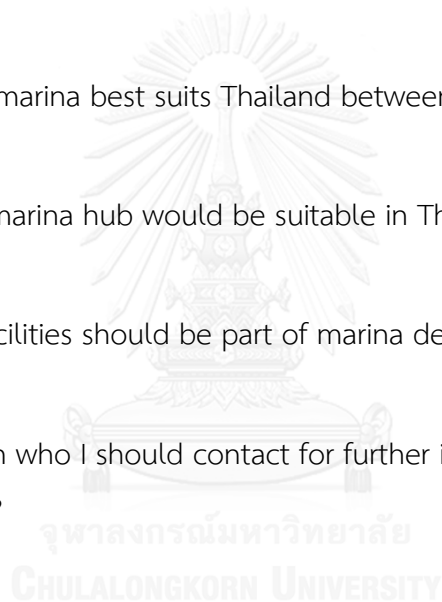 marina best suits Thailand between
marina hub would be suitable in Th
cilities should be part of marina de
n who I should contact for further i
จุฬาลงกรณ์มหาวิทยาลัย
CHULALONGKORN UNIVERSITY